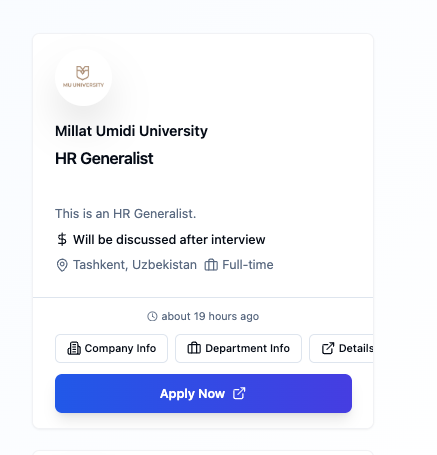 MU UNIVERSITY
Millat Umidi University
HR Generalist
This is an HR Generalist.
Will be discussed after interview
Tashkent, Uzbekistan Full-time
about 19 hours ago
Company Info Department Info Details
Apply Now